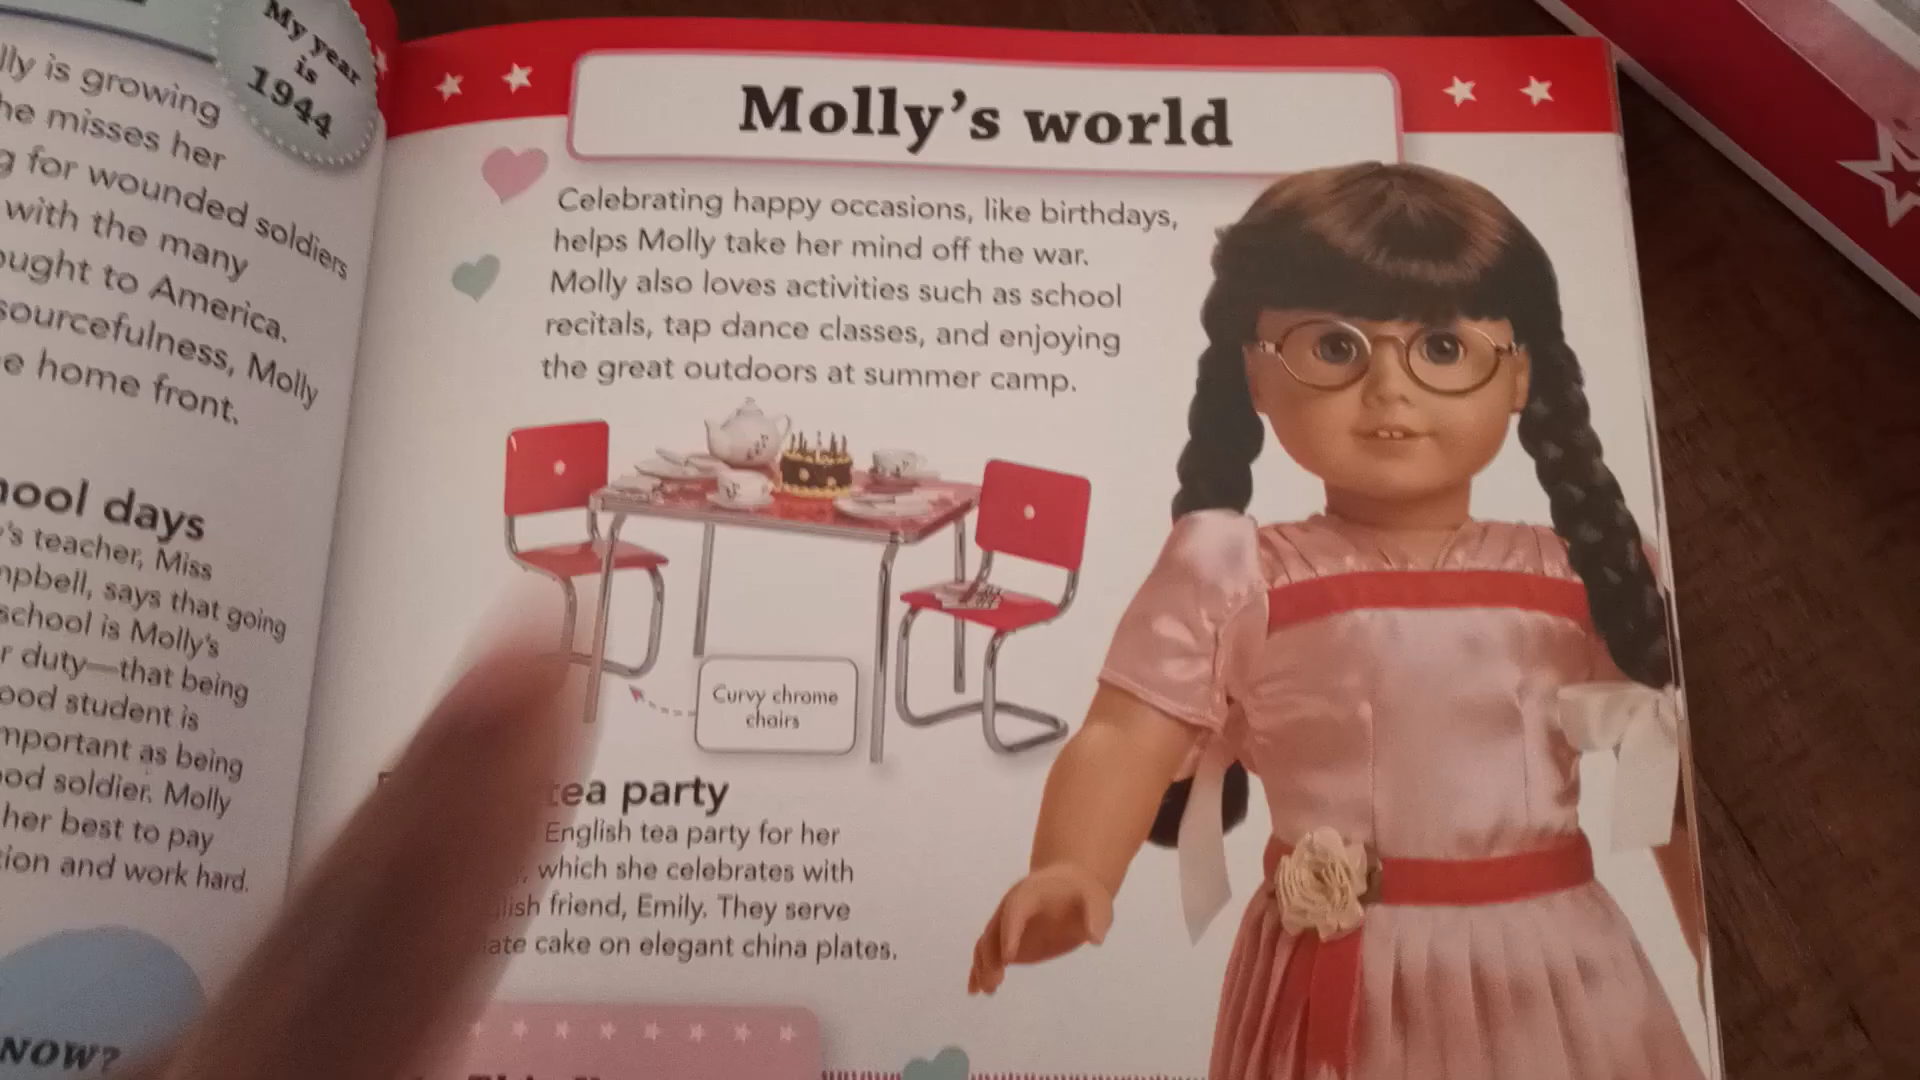 My year
is
1944
lly is growing
he misses her
g for wounded soldiers
with the many
ought to America.
sourcefulness, Molly
e home front.
ool days
's teacher, Miss
mpbell, says that going
school is Molly's
r duty—that being
ood student is
mportant as being
od soldier. Molly
her best to pay
tion and work hard.
NOW?
Molly's world
Celebrating happy occasions, like birthdays,
helps Molly take her mind off the war.
Molly also loves activities such as school
recitals, tap dance classes, and enjoying
the great outdoors at summer camp.
Curvy chrome
chairs
tea party
English tea party for her
, which she celebrates with
lish friend, Emily. They serve
ate cake on elegant china plates.